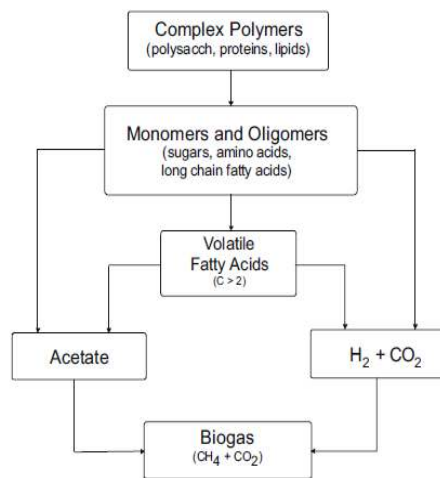 Complex Polymers
(polysacch, proteins, lipids)
Monomers and Oligomers
(sugars, amino acids,
long chain fatty acids)
Volatile
Fatty Acids
(C > 2)
Acetate
H₂ + CO₂
Biogas
(CH₄ + CO₂)